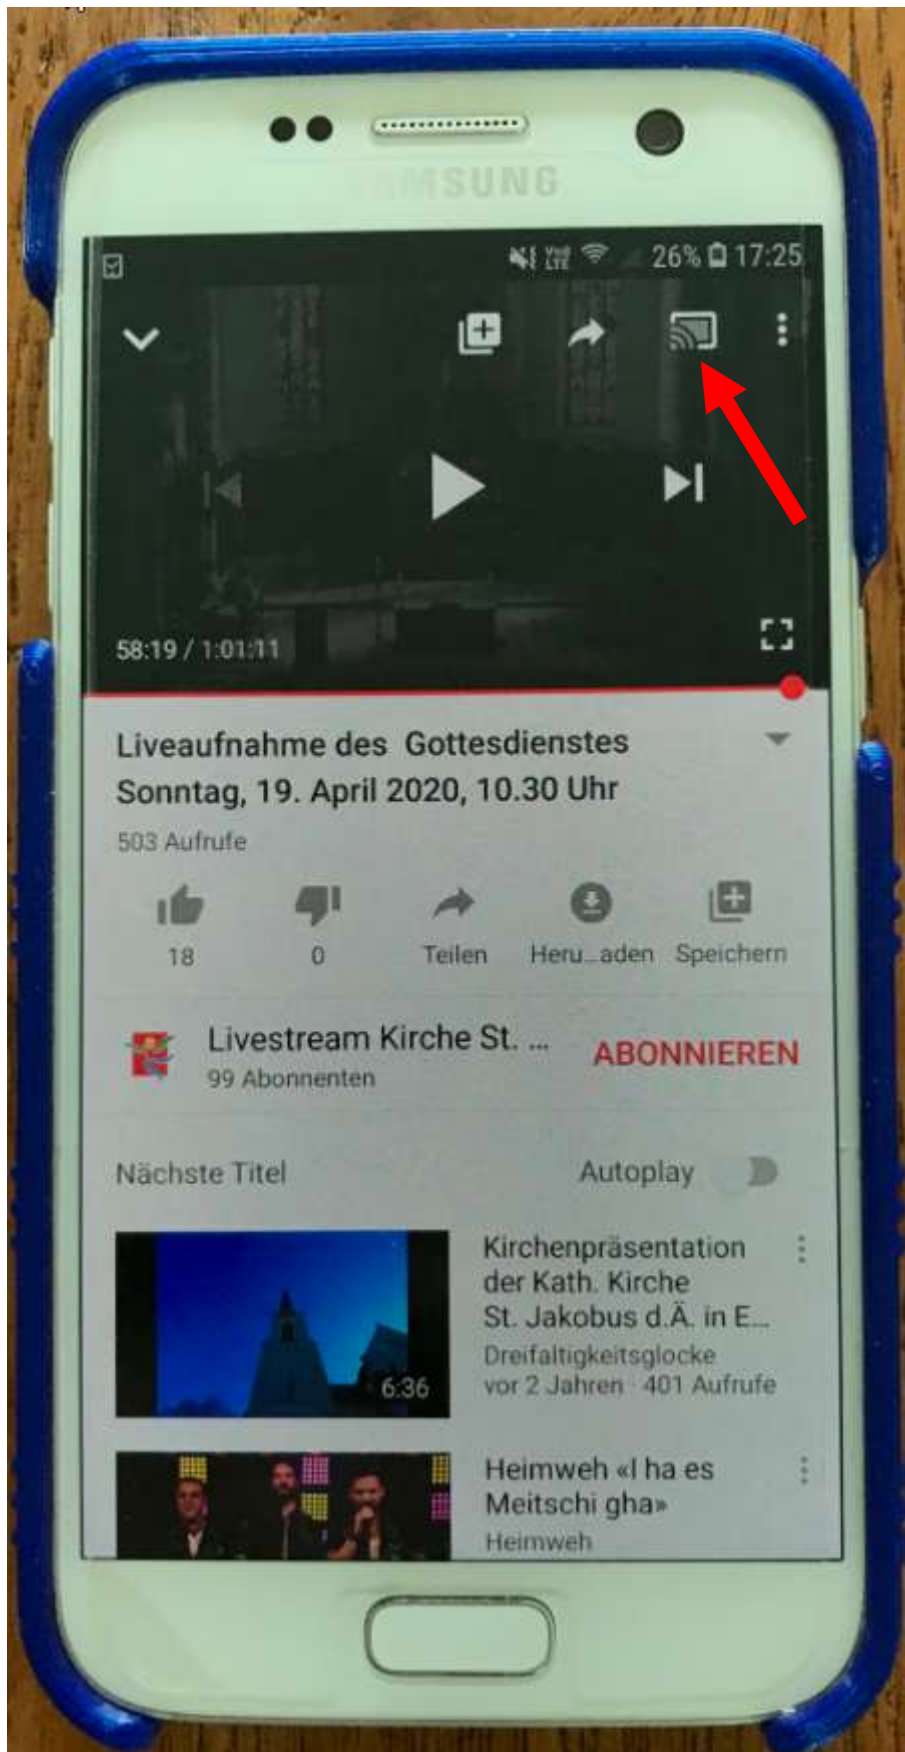 SAMSUNG
VoD LTE 26% 17:25
58:19 / 1:01:11
Liveaufnahme des Gottesdienstes
Sonntag, 19. April 2020, 10.30 Uhr
503 Aufrufe
18 0 Teilen Heru…aden Speichern
Livestream Kirche St. ...
ABONNIEREN
99 Abonnenten
Nächste Titel Autoplay
6:36
Kirchenpräsentation
der Kath. Kirche
St. Jakobus d.Ä. in E...
Dreifaltigkeitsglocke
vor 2 Jahren · 401 Aufrufe
Heimweh «I ha es
Meitschi gha»
Heimweh